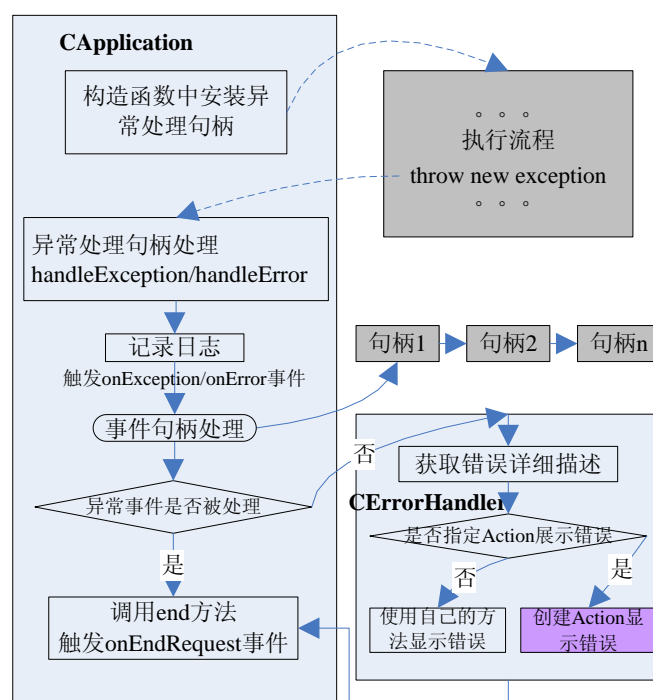 CApplication
构造函数中安装异
常处理句柄
。 。 。
执行流程
throw new exception
。 。 。
异常处理句柄处理
handleException/handleError
记录日志
触发onException/onError事件
事件句柄处理
句柄1
句柄2
句柄n
异常事件是否被处理
否
是
调用end方法
触发onEndRequest事件
获取错误详细描述
CErrorHandler
是否指定Action展示错误
否
是
使用自己的方
法显示错误
创建Action显
示错误